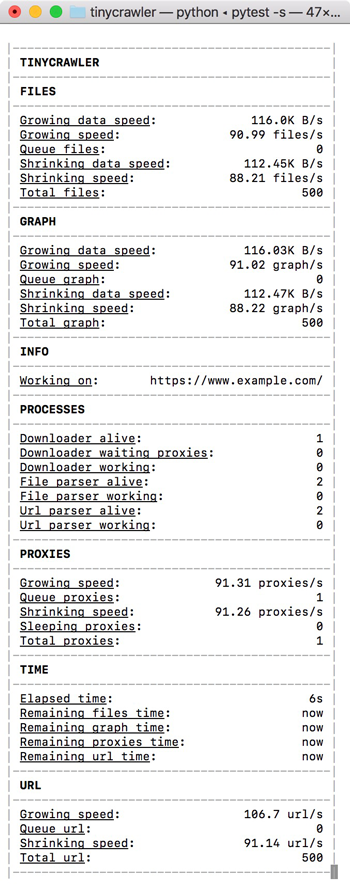 tinycrawler — python ◂ pytest -s — 47×...
TINYCRAWLER
FILES
Growing data speed: 116.0K B/s
Growing speed: 90.99 files/s
Queue files: 0
Shrinking data speed: 112.45K B/s
Shrinking speed: 88.21 files/s
Total files: 500
GRAPH
Growing data speed: 116.03K B/s
Growing speed: 91.02 graph/s
Queue graph: 0
Shrinking data speed: 112.47K B/s
Shrinking speed: 88.22 graph/s
Total graph: 500
INFO
Working on: https://www.example.com/
PROCESSES
Downloader alive: 1
Downloader waiting proxies: 0
Downloader working: 0
File parser alive: 2
File parser working: 0
Url parser alive: 2
Url parser working: 0
PROXIES
Growing speed: 91.31 proxies/s
Queue proxies: 1
Shrinking speed: 91.26 proxies/s
Sleeping proxies: 0
Total proxies: 1
TIME
Elapsed time: 6s
Remaining files time: now
Remaining graph time: now
Remaining proxies time: now
Remaining url time: now
URL
Growing speed: 106.7 url/s
Queue url: 0
Shrinking speed: 91.14 url/s
Total url: 500